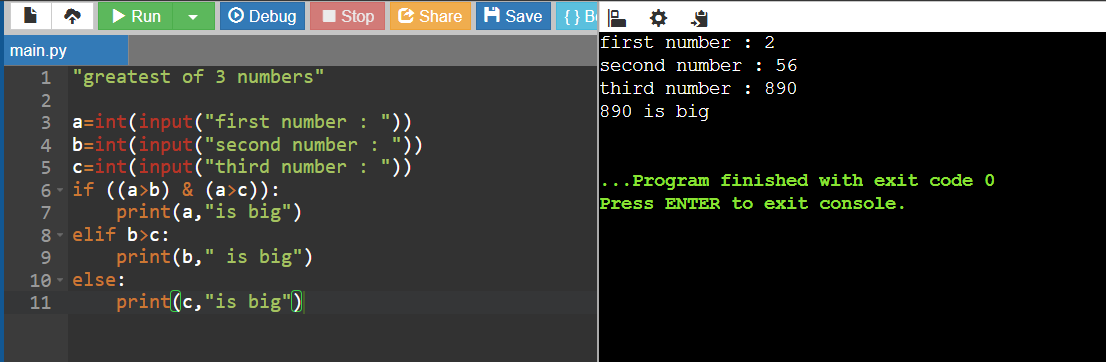 Run Debug Stop Share Save { } Be
main.py
1 "greatest of 3 numbers"
2
3 a=int(input("first number : "))
4 b=int(input("second number : "))
5 c=int(input("third number : "))
6 if ((a>b) & (a>c)):
7     print(a,"is big")
8 elif b>c:
9     print(b," is big")
10 else:
11     print(c,"is big")
first number : 2
second number : 56
third number : 890
890 is big
...Program finished with exit code 0
Press ENTER to exit console.